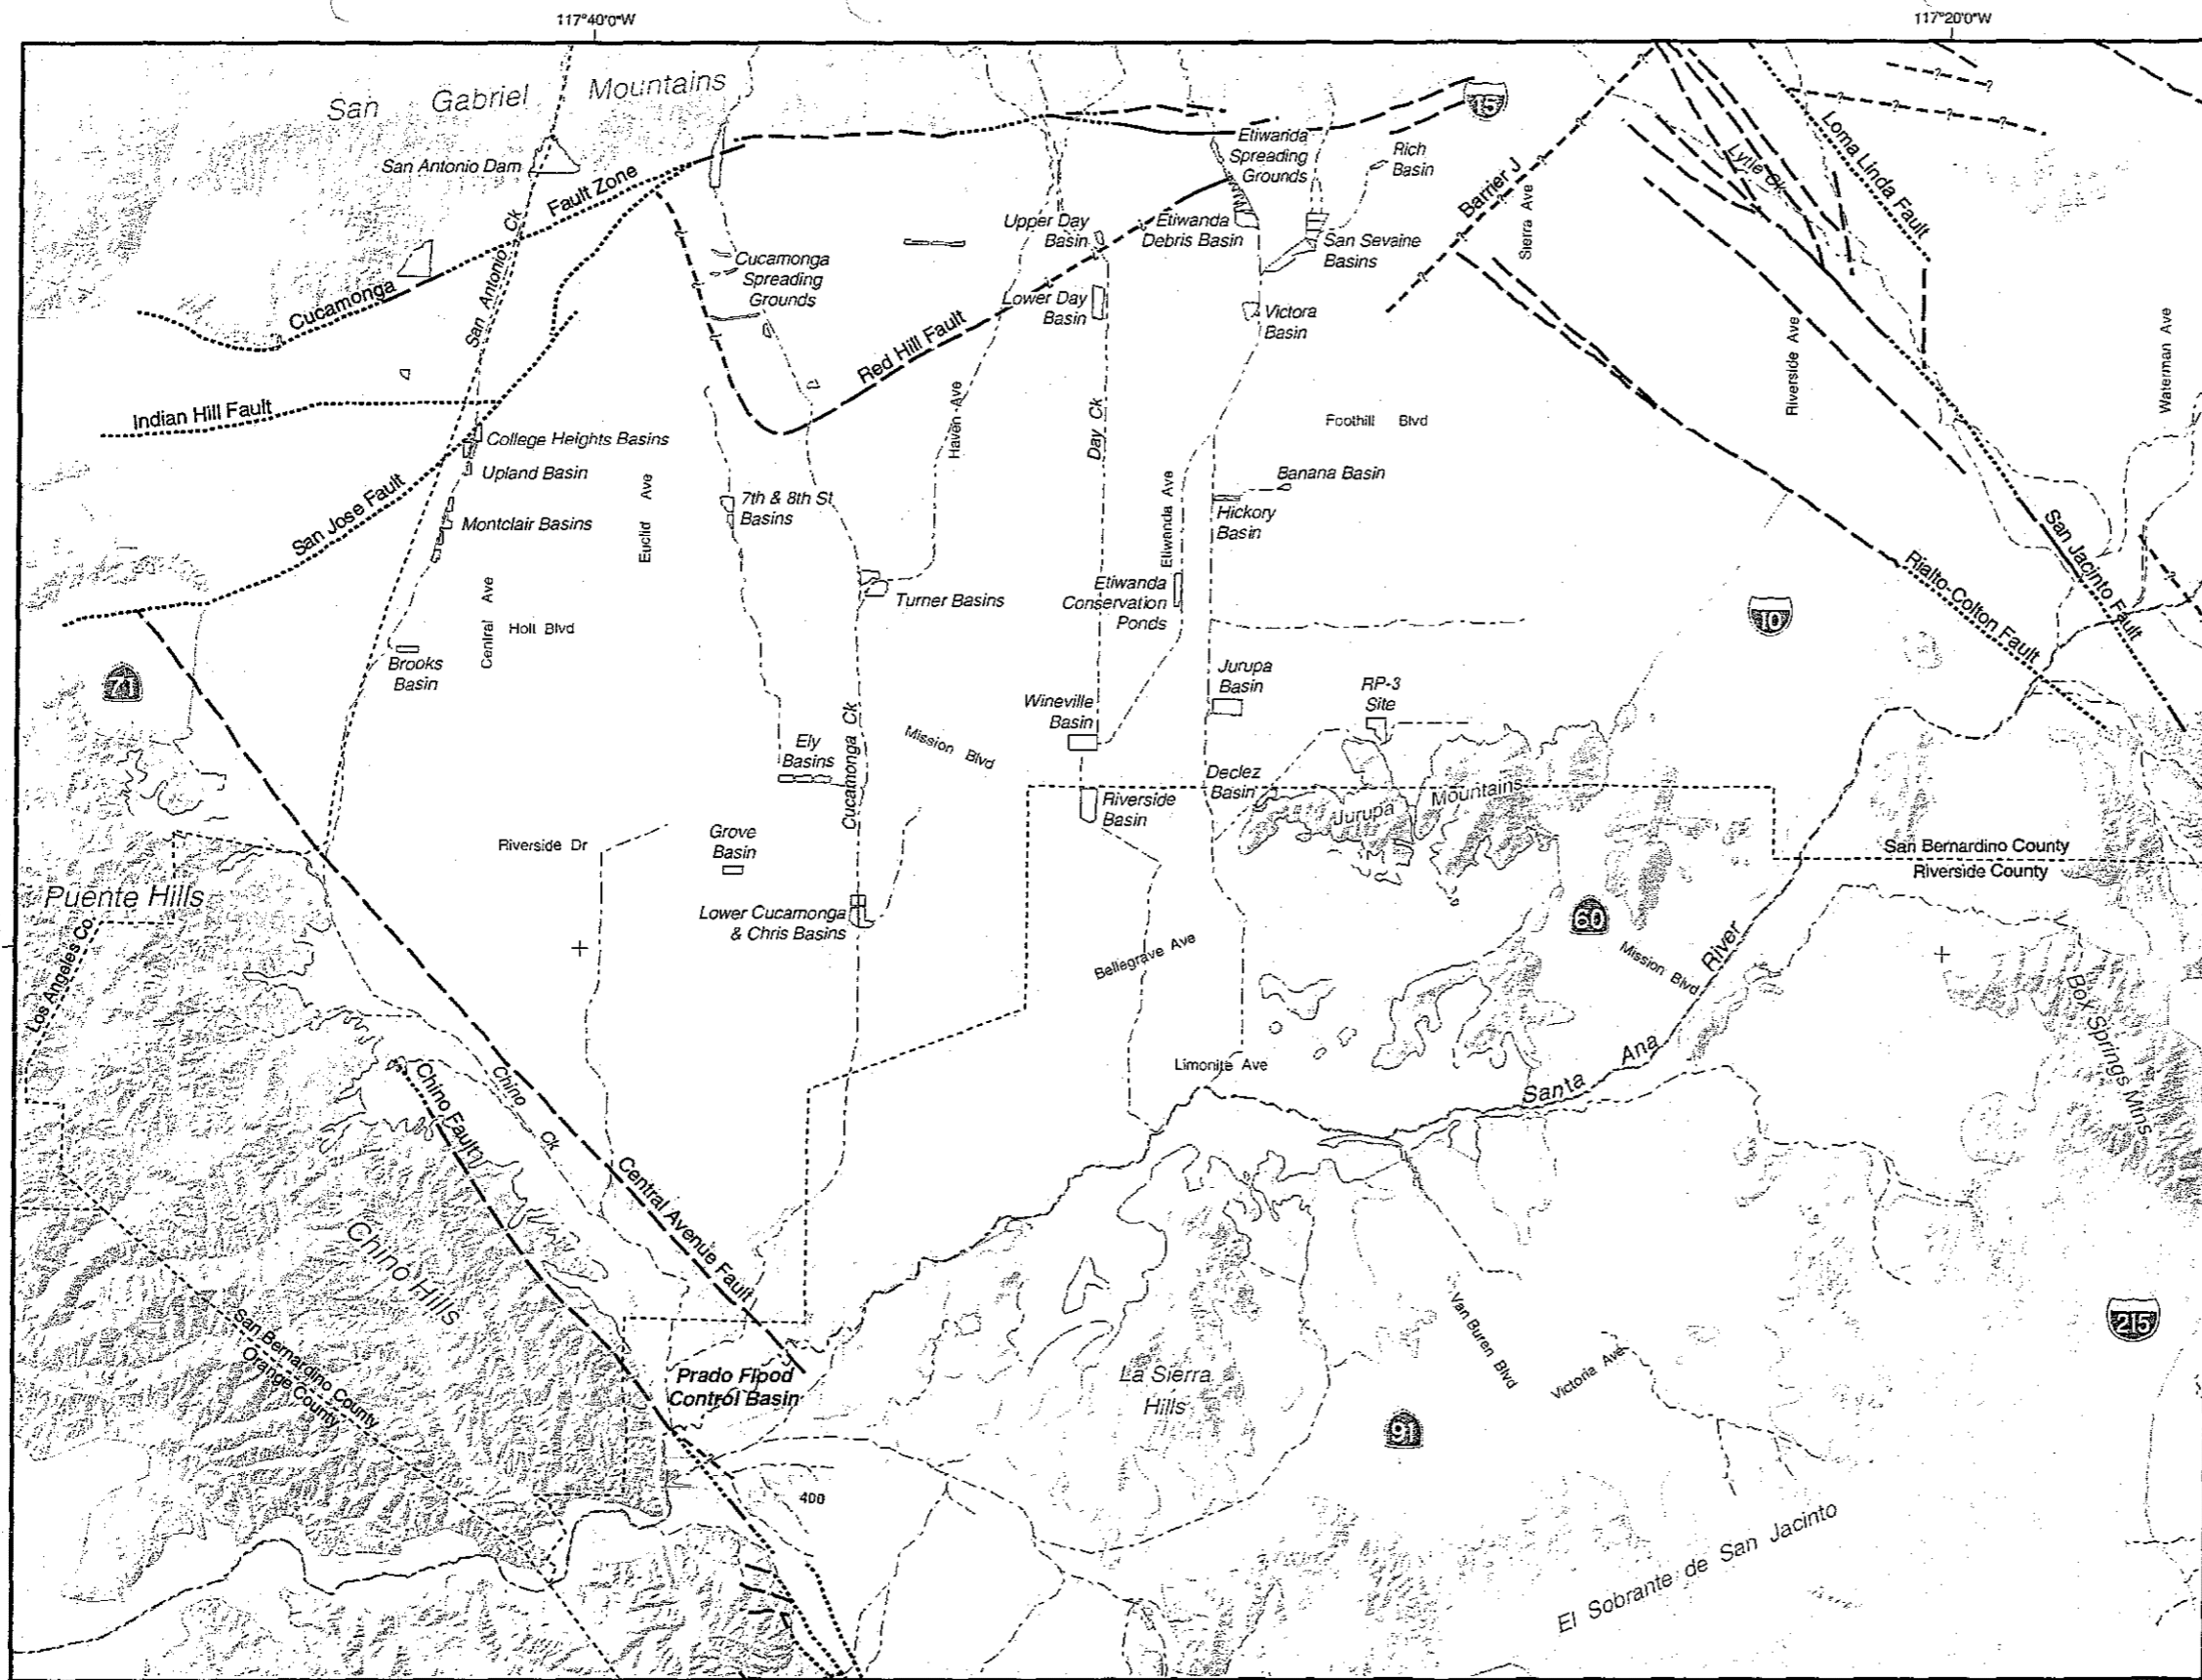 117°40'0"W
117°20'0"W
San Gabriel Mountains
15
San Antonio Dam
Etiwanda
Spreading
Grounds
Rich
Basin
Loma Linda Fault
Lytle Ck
Barrier J
Sierra Ave
Fault Zone
Cucamonga
San Antonio Ck
Upper Day
Basin
Etiwanda
Debris Basin
San Sevaine
Basins
Cucamonga
Spreading
Grounds
Lower Day
Basin
Victora
Basin
Red Hill Fault
Riverside Ave
Waterman Ave
Indian Hill Fault
Haven Ave
Day Ck
Foothill Blvd
College Heights Basins
Upland Basin
San Jose Fault
Montclair Basins
Euclid Ave
7th & 8th St
Basins
Etiwanda Ave
Banana Basin
Hickory
Basin
San Jacinto Fault
Rialto-Colton Fault
Central Ave
Holt Blvd
Turner Basins
Etiwanda
Conservation
Ponds
10
Brooks
Basin
71
Jurupa
Basin
RP-3
Site
Wineville
Basin
Ely
Basins
Cucamonga Ck
Mission Blvd
Declez
Basin
Riverside
Basin
Jurupa Mountains
Riverside Dr
Grove
Basin
San Bernardino County
Riverside County
Puente Hills
Los Angeles Co.
Lower Cucamonga
& Chris Basins
60
Bellegrave Ave
Mission Blvd
Santa Ana River
Box Springs Mtns
Limonite Ave
Chino Fault
Chino Ck
Central Avenue Fault
Chino Hills
San Bernardino County
Orange County
Prado Flood
Control Basin
La Sierra
Hills
Van Buren Blvd
Victoria Ave
215
91
400
El Sobrante de San Jacinto